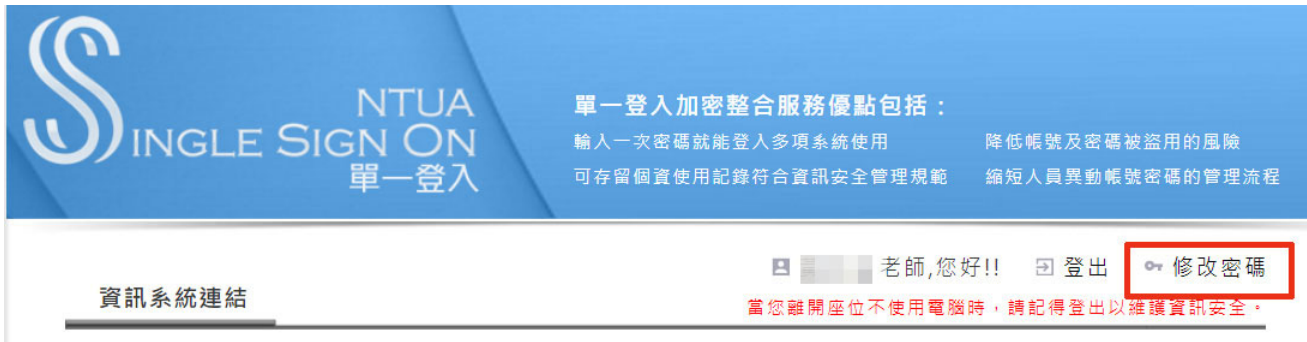 NTUA
SINGLE SIGN ON
單一登入
單一登入加密整合服務優點包括：
輸入一次密碼就能登入多項系統使用
降低帳號及密碼被盜用的風險
可存留個資使用記錄符合資訊安全管理規範
縮短人員異動帳號密碼的管理流程
老師,您好!! 登出 修改密碼
資訊系統連結
當您離開座位不使用電腦時，請記得登出以維護資訊安全。